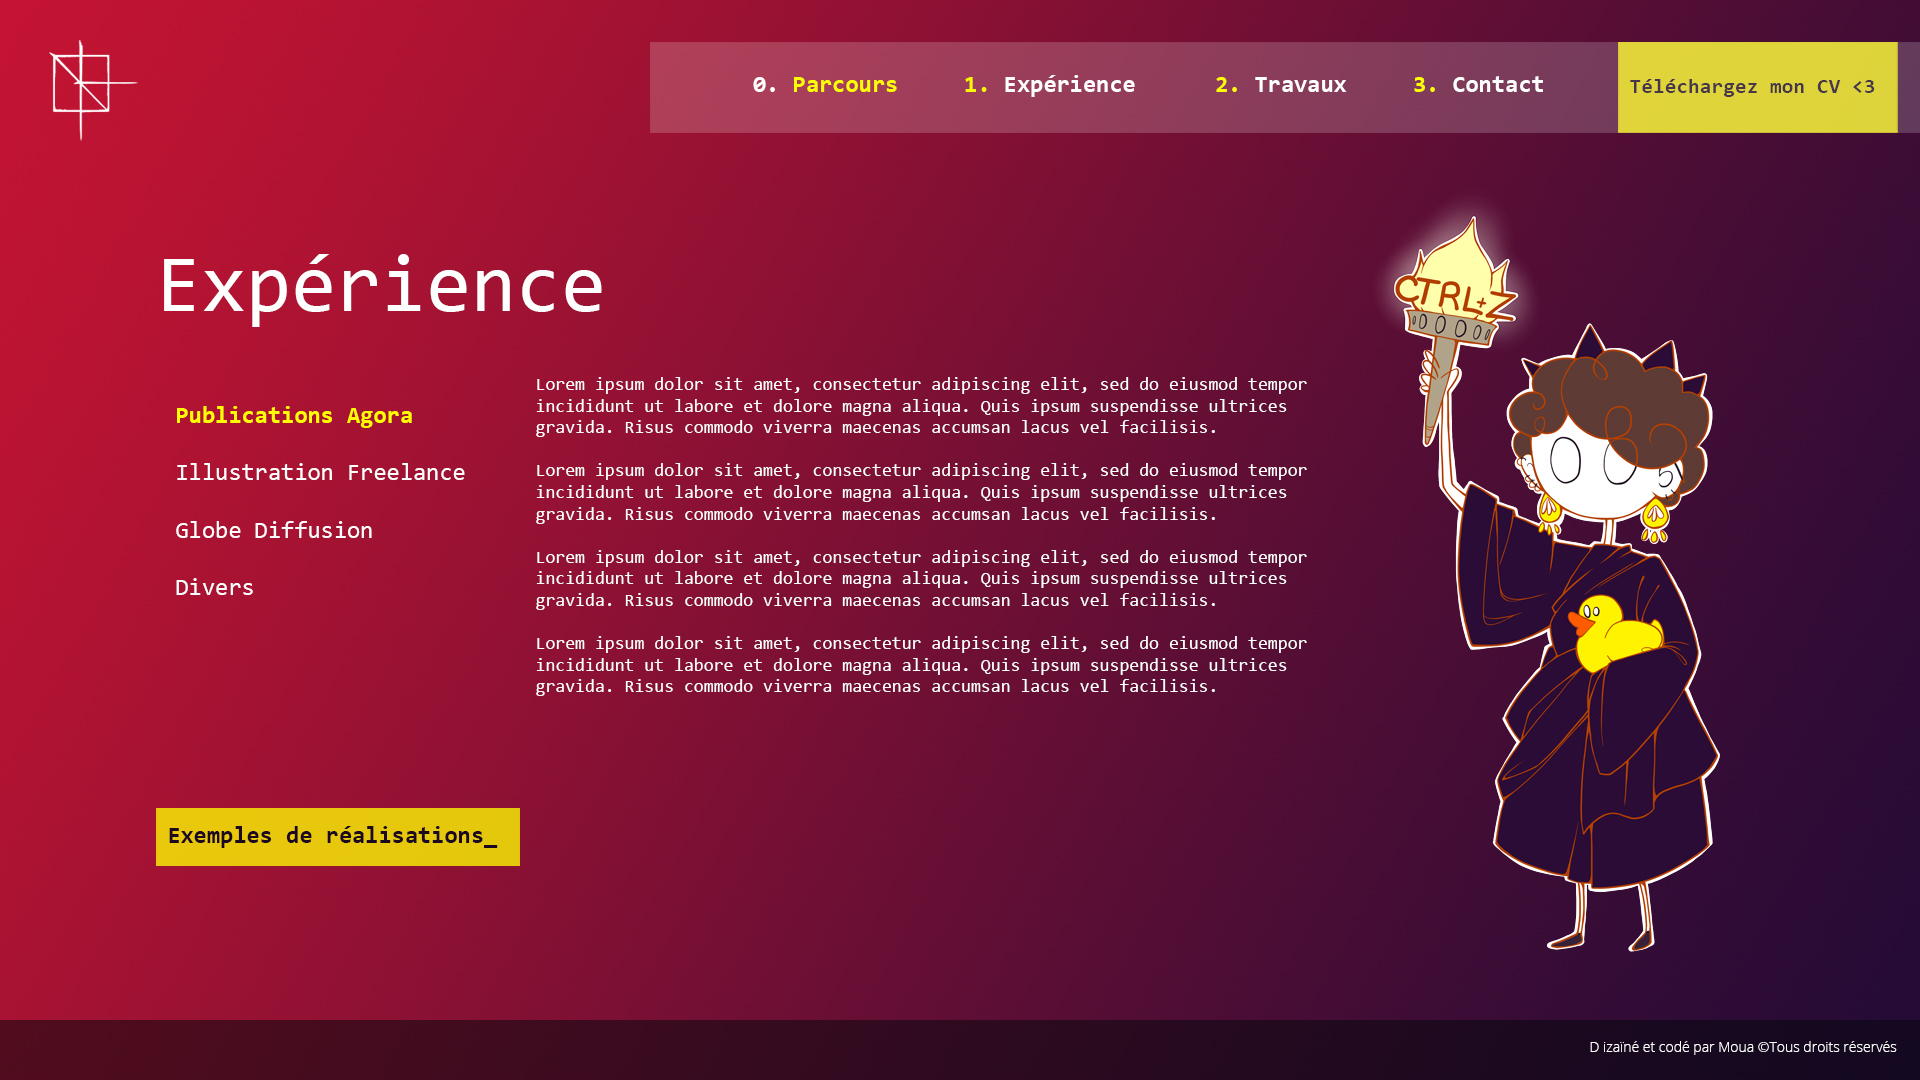 0. Parcours 1. Expérience 2. Travaux 3. Contact Téléchargez mon CV <3
CTRL+Z
Expérience
Publications Agora
Illustration Freelance
Globe Diffusion
Divers
Lorem ipsum dolor sit amet, consectetur adipiscing elit, sed do eiusmod tempor
incididunt ut labore et dolore magna aliqua. Quis ipsum suspendisse ultrices
gravida. Risus commodo viverra maecenas accumsan lacus vel facilisis.
Lorem ipsum dolor sit amet, consectetur adipiscing elit, sed do eiusmod tempor
incididunt ut labore et dolore magna aliqua. Quis ipsum suspendisse ultrices
gravida. Risus commodo viverra maecenas accumsan lacus vel facilisis.
Lorem ipsum dolor sit amet, consectetur adipiscing elit, sed do eiusmod tempor
incididunt ut labore et dolore magna aliqua. Quis ipsum suspendisse ultrices
gravida. Risus commodo viverra maecenas accumsan lacus vel facilisis.
Lorem ipsum dolor sit amet, consectetur adipiscing elit, sed do eiusmod tempor
incididunt ut labore et dolore magna aliqua. Quis ipsum suspendisse ultrices
gravida. Risus commodo viverra maecenas accumsan lacus vel facilisis.
Exemples de réalisations_
D izaïné et codé par Moua ©Tous droits réservés